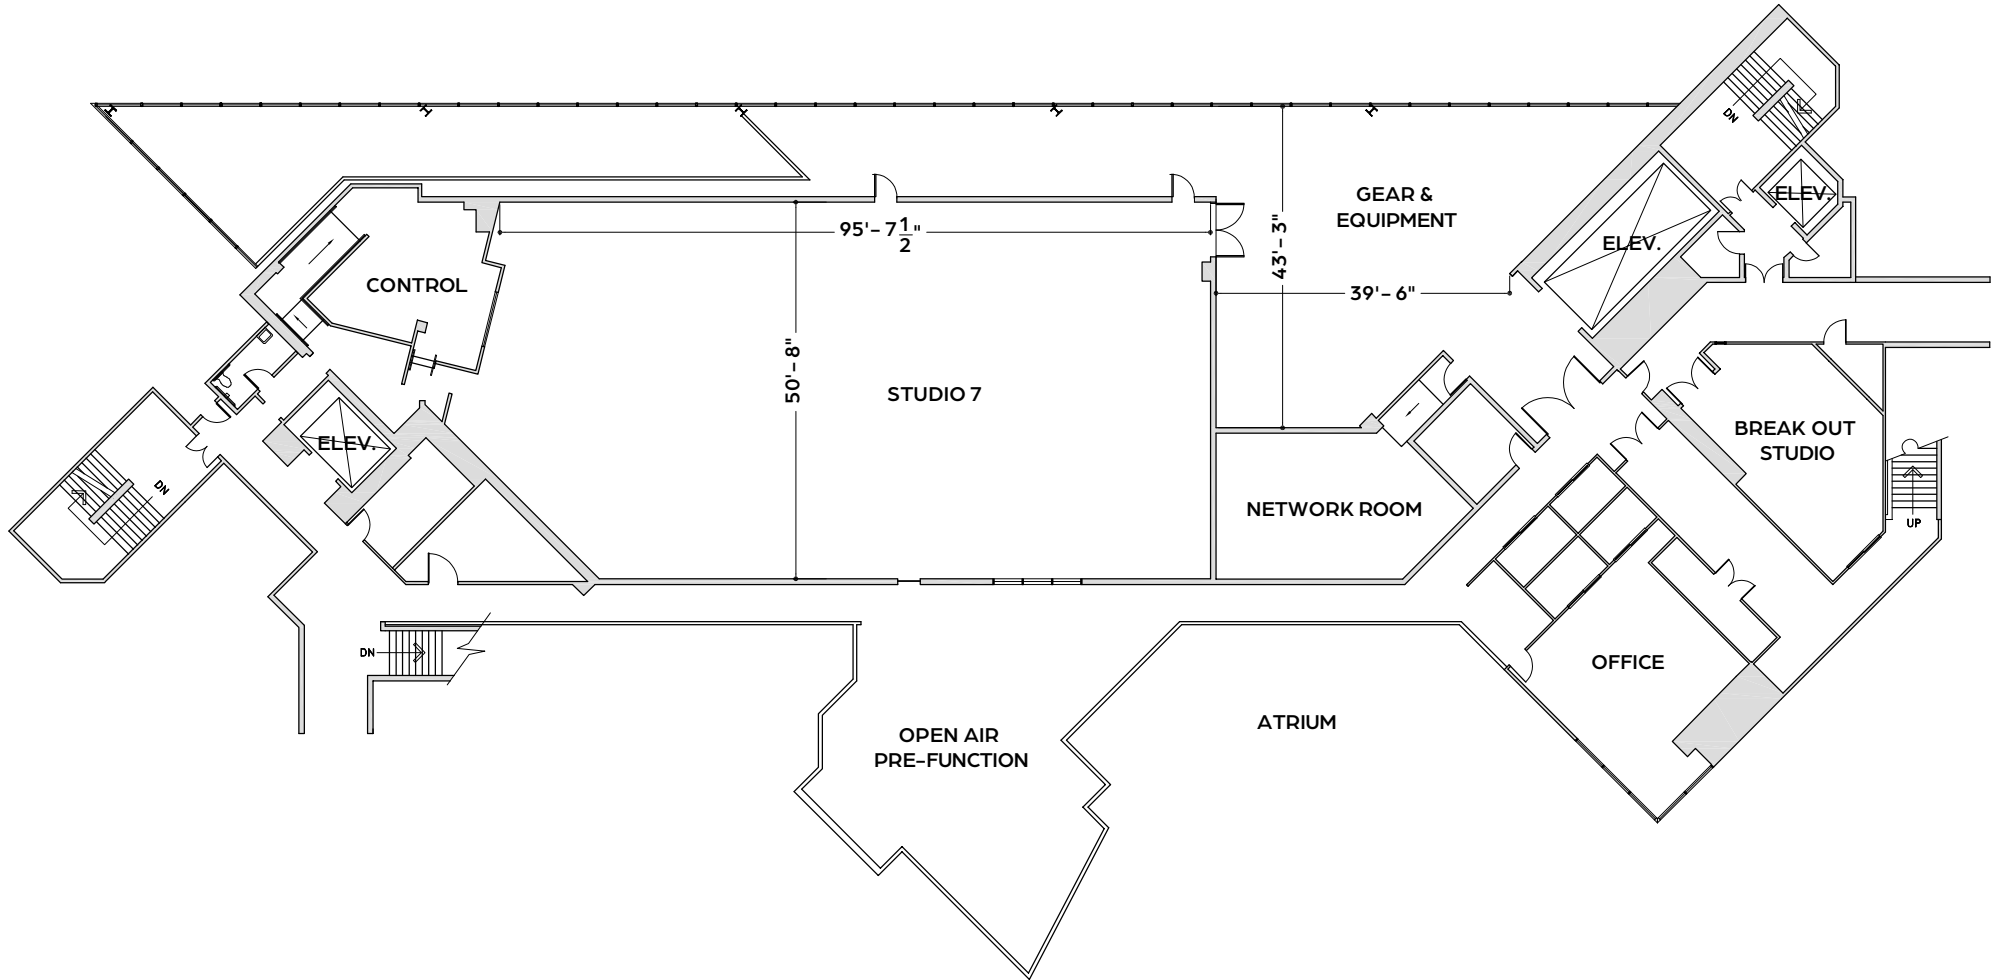 DN
GEAR &
EQUIPMENT
ELEV.
95'- 7 1/2"
43'- 3"
ELEV.
CONTROL
39'- 6"
50'- 8"
STUDIO 7
BREAK OUT
STUDIO
ELEV.
DN
NETWORK ROOM
UP
DN
OFFICE
OPEN AIR
PRE-FUNCTION
ATRIUM